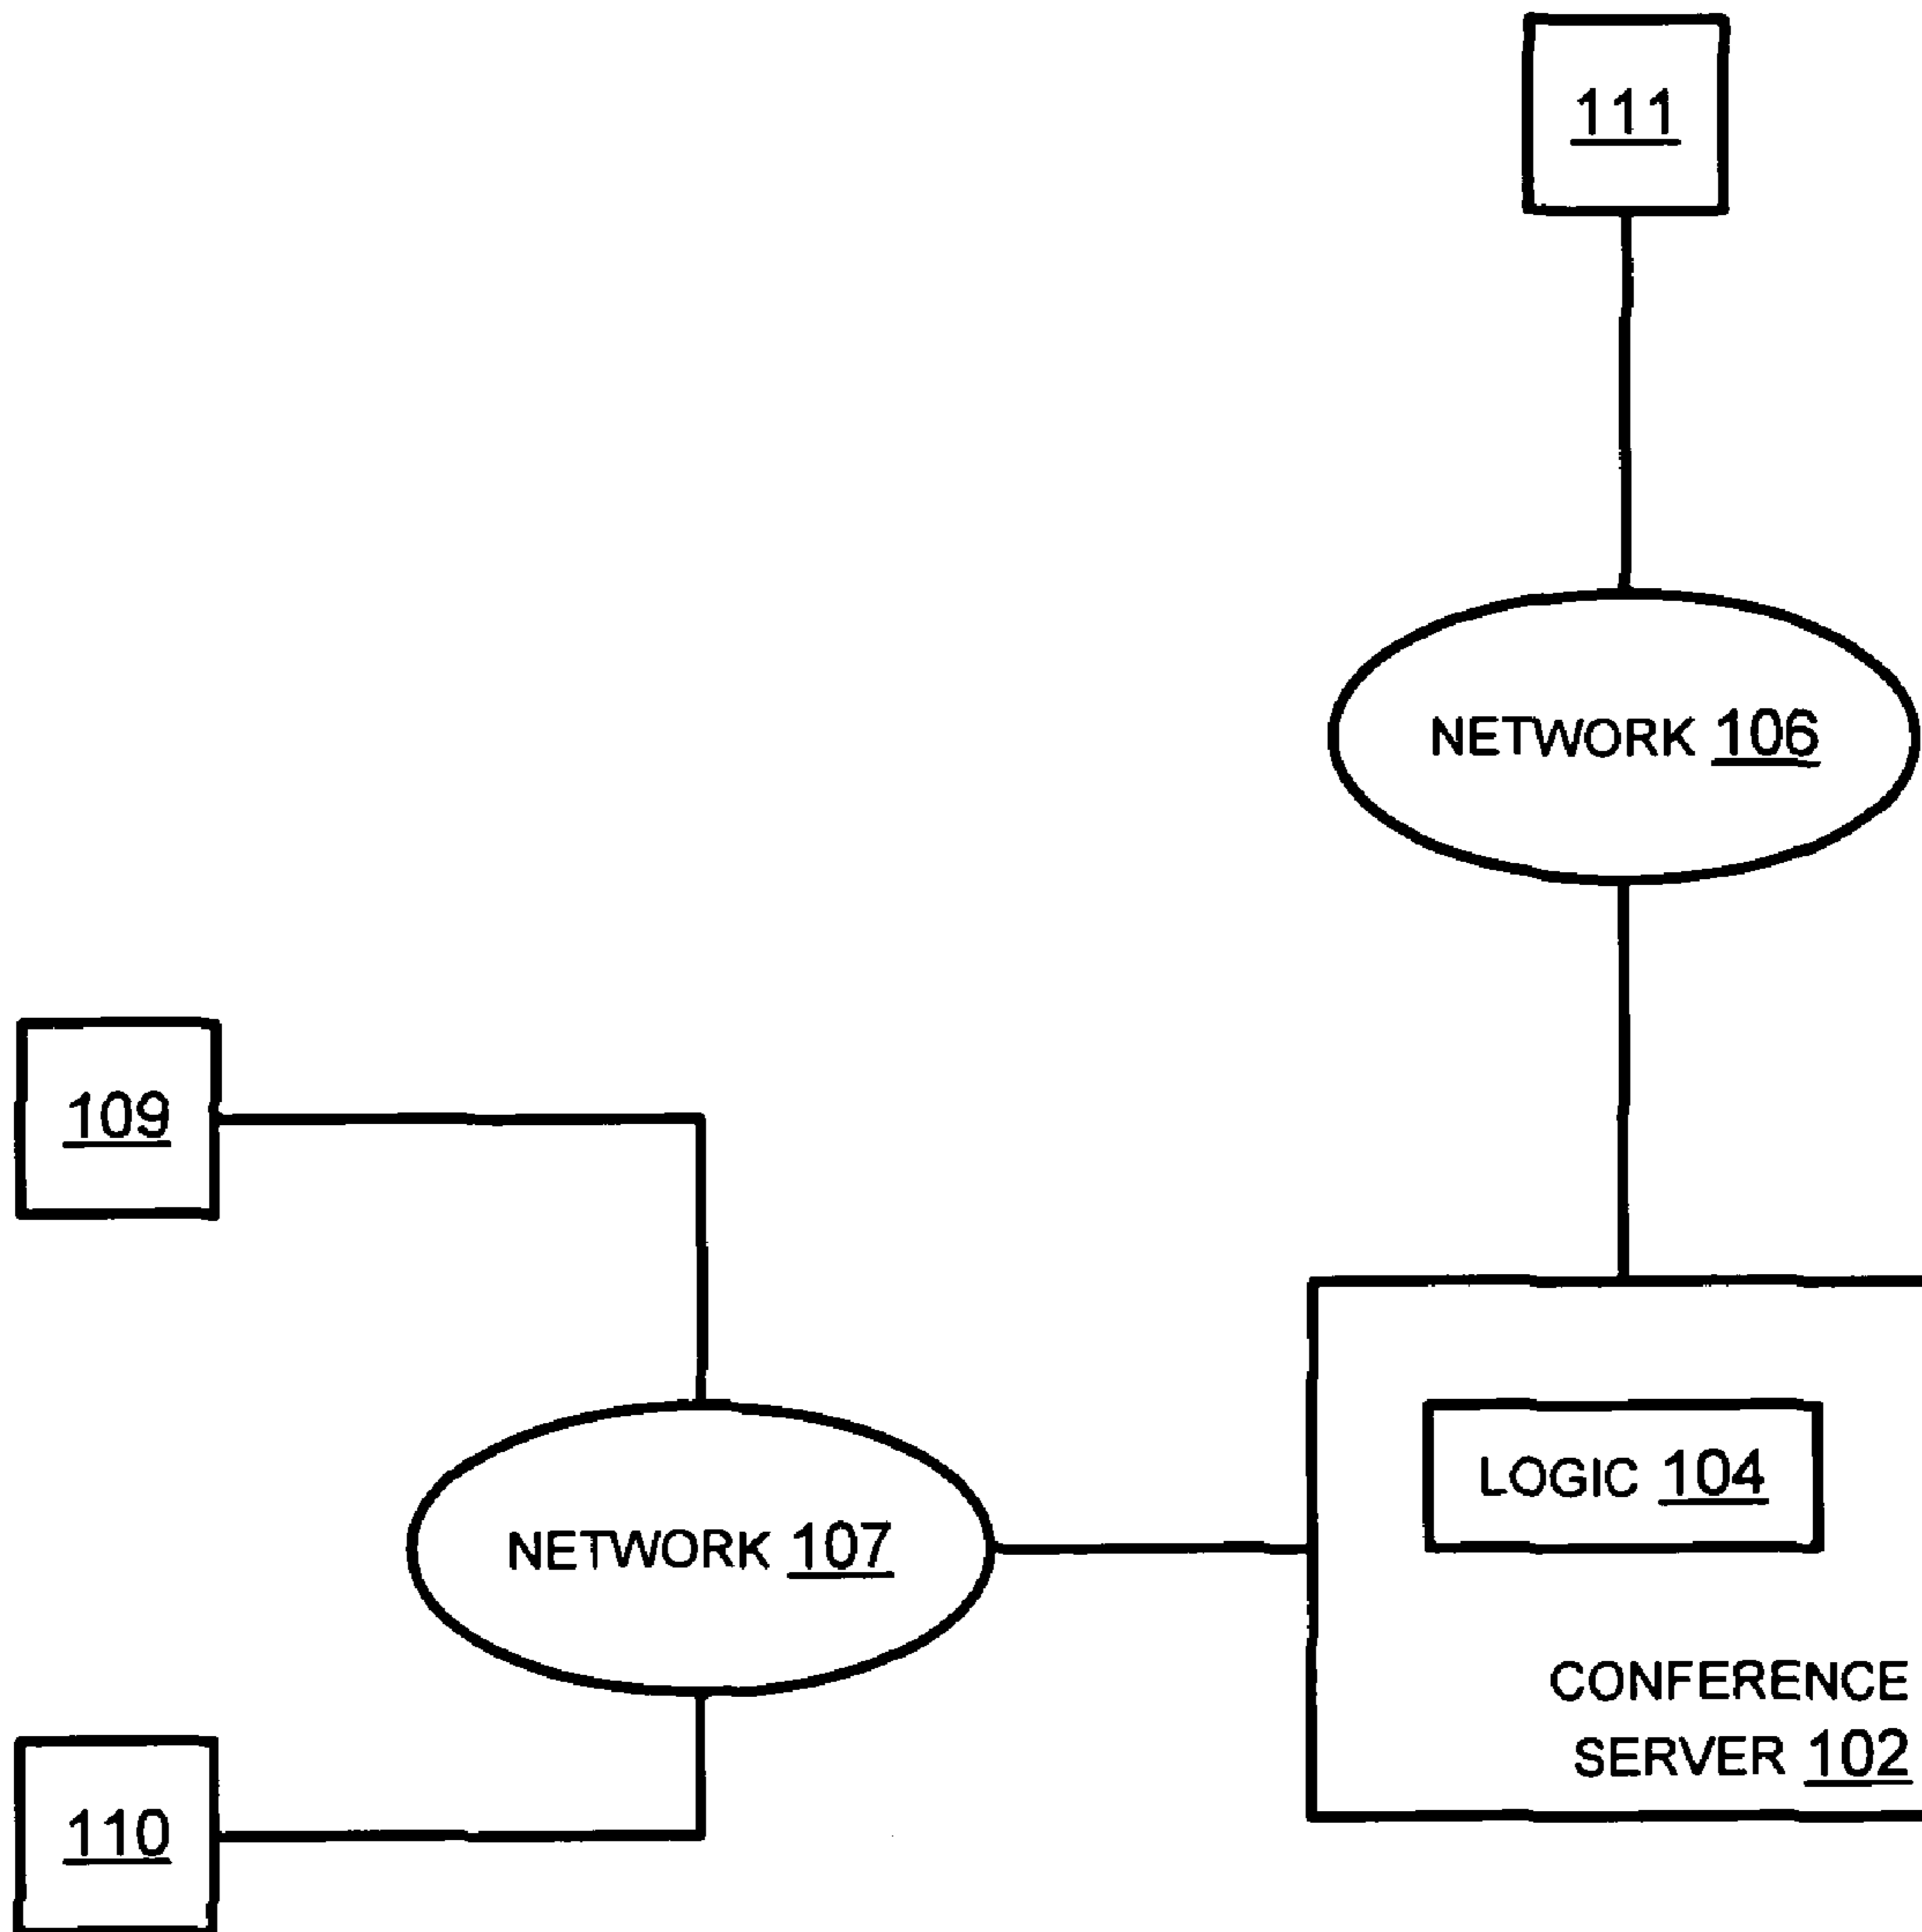 111
NETWORK 106
109
LOGIC 104
NETWORK 107
CONFERENCE
SERVER 102
110